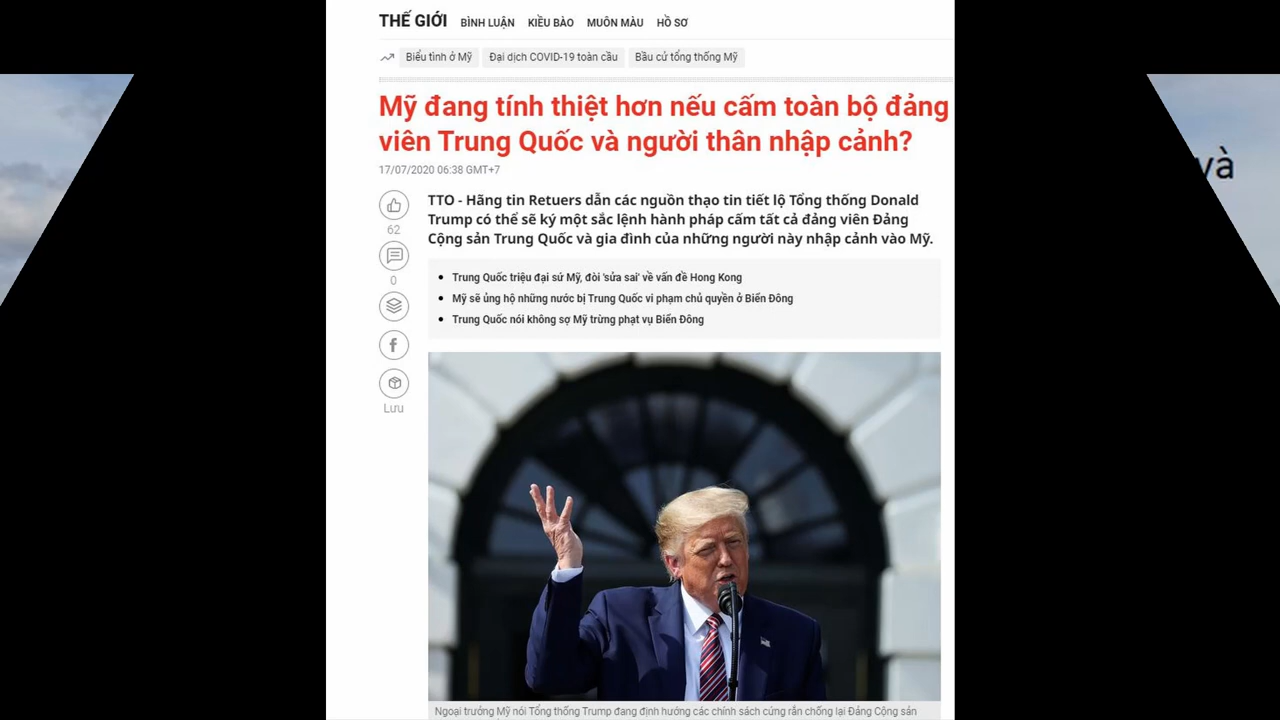 THẾ GIỚI BÌNH LUẬN KIỀU BÀO MUÔN MÀU HỒ SƠ
Biểu tình ở Mỹ Đại dịch COVID-19 toàn cầu Bầu cử tổng thống Mỹ
Mỹ đang tính thiệt hơn nếu cấm toàn bộ đảng
viên Trung Quốc và người thân nhập cảnh?
17/07/2020 06:38 GMT+7
TTO - Hãng tin Retuers dẫn các nguồn thạo tin tiết lộ Tổng thống Donald
Trump có thể sẽ ký một sắc lệnh hành pháp cấm tất cả đảng viên Đảng
Cộng sản Trung Quốc và gia đình của những người này nhập cảnh vào Mỹ.
62
0
Lưu
Trung Quốc triệu đại sứ Mỹ, đòi 'sửa sai' về vấn đề Hong Kong
Mỹ sẽ ủng hộ những nước bị Trung Quốc vi phạm chủ quyền ở Biển Đông
Trung Quốc nói không sợ Mỹ trừng phạt vụ Biển Đông
Ngoại trưởng Mỹ nói Tổng thống Trump đang định hướng các chính sách cứng rắn chống lại Đảng Cộng sản
và